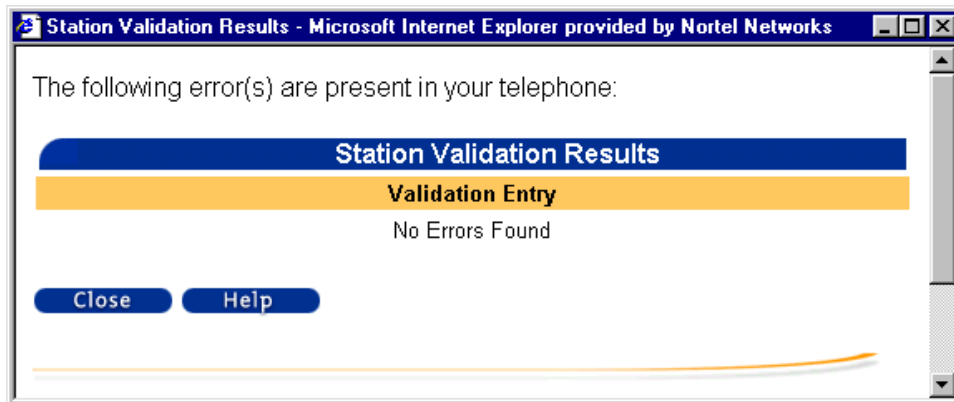 Station Validation Results - Microsoft Internet Explorer provided by Nortel Networks
The following error(s) are present in your telephone:
Station Validation Results
Validation Entry
No Errors Found
Close Help